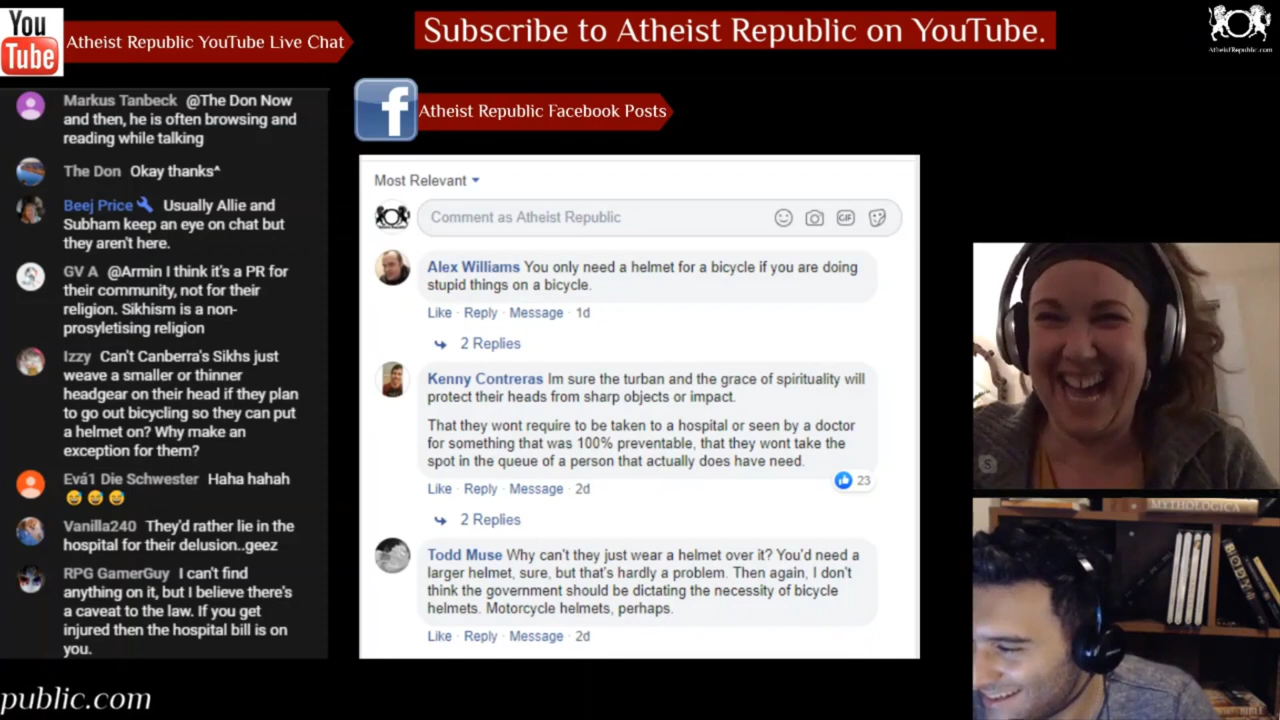 You
Tube
Atheist Republic YouTube Live Chat
Subscribe to Atheist Republic on YouTube.
AtheistRepublic.com
Markus Tanbeck @The Don Now
and then, he is often browsing and
reading while talking
The Don Okay thanks^
Beej Price Usually Allie and
Subham keep an eye on chat but
they aren't here.
GV A @Armin I think it's a PR for
their community, not for their
religion. Sikhism is a non-
prosyletising religion
Izzy Can't Canberra's Sikhs just
weave a smaller or thinner
headgear on their head if they plan
to go out bicycling so they can put
a helmet on? Why make an
exception for them?
Evá1 Die Schwester Haha hahah
Vanilla240 They'd rather lie in the
hospital for their delusion..geez
RPG GamerGuy I can't find
anything on it, but I believe there's
a caveat to the law. If you get
injured then the hospital bill is on
you.
f
Atheist Republic Facebook Posts
Most Relevant
Comment as Atheist Republic
GIF
Alex Williams You only need a helmet for a bicycle if you are doing
stupid things on a bicycle.
Like · Reply · Message · 1d
2 Replies
Kenny Contreras Im sure the turban and the grace of spirituality will
protect their heads from sharp objects or impact.
That they wont require to be taken to a hospital or seen by a doctor
for something that was 100% preventable, that they wont take the
spot in the queue of a person that actually does have need.
23
Like · Reply · Message · 2d
2 Replies
Todd Muse Why can't they just wear a helmet over it? You'd need a
larger helmet, sure, but that's hardly a problem. Then again, I don't
think the government should be dictating the necessity of bicycle
helmets. Motorcycle helmets, perhaps.
Like · Reply · Message · 2d
MYTHOLOGICA
public.com